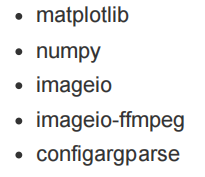 • matplotlib
• numpy
• imageio
• imageio-ffmpeg
• configargparse